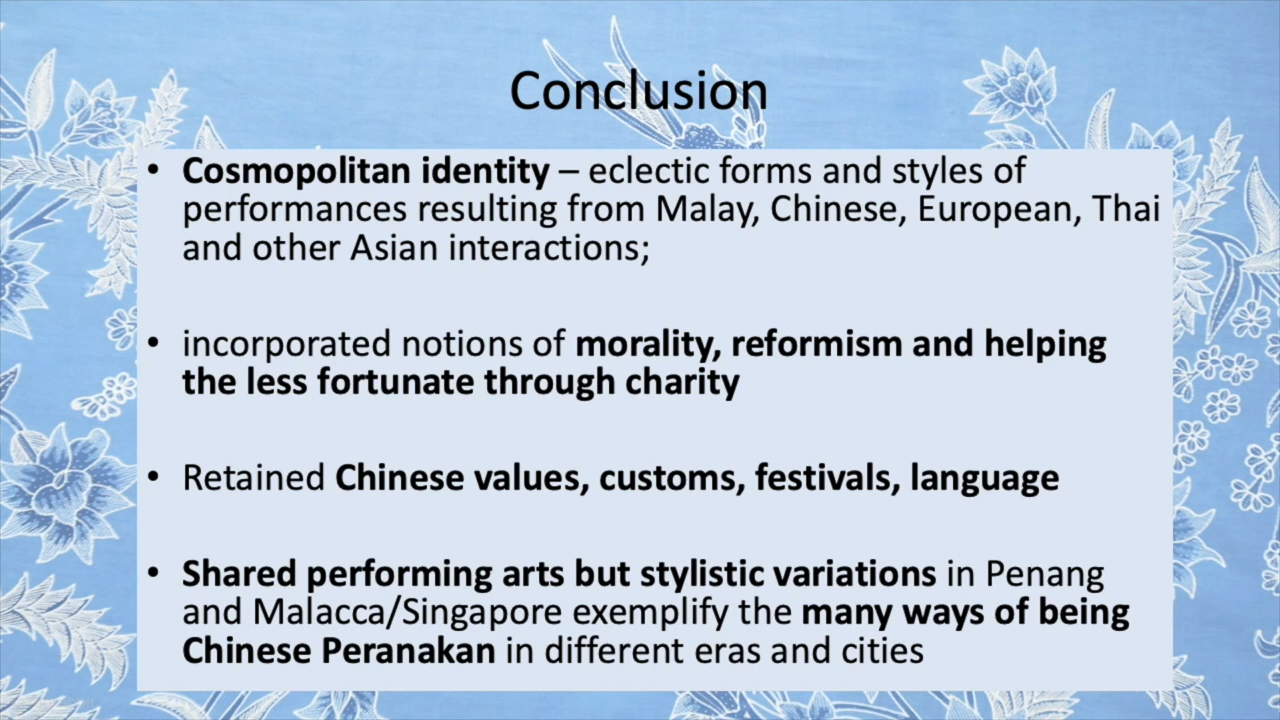 Conclusion
• Cosmopolitan identity – eclectic forms and styles of
performances resulting from Malay, Chinese, European, Thai
and other Asian interactions;
• incorporated notions of morality, reformism and helping
the less fortunate through charity
• Retained Chinese values, customs, festivals, language
• Shared performing arts but stylistic variations in Penang
and Malacca/Singapore exemplify the many ways of being
Chinese Peranakan in different eras and cities